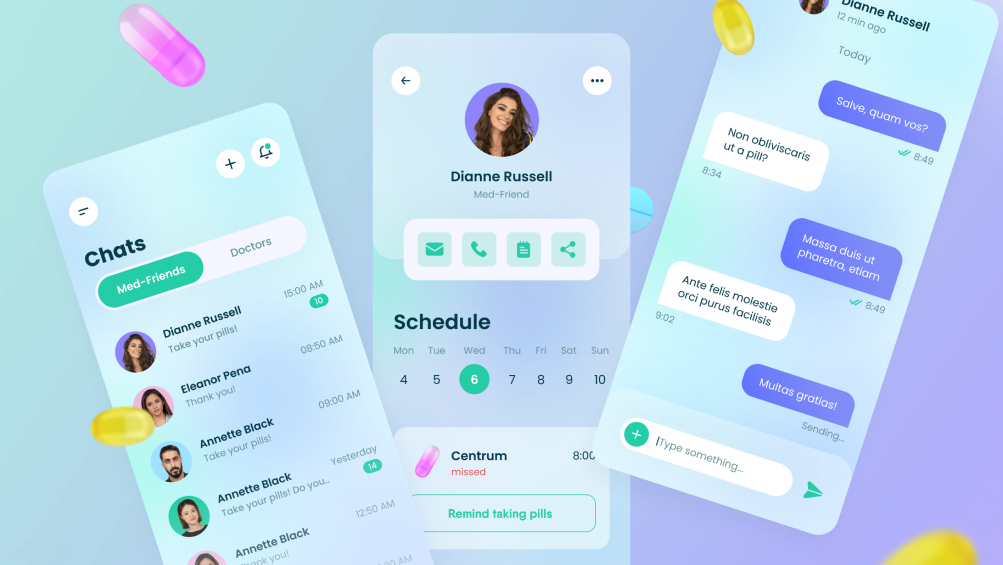 Chats
Med-Friends
Doctors
Dianne Russell
15:00 AM
Take your pills!
10
Eleanor Pena
08:50 AM
Thank you!
Annette Black
09:00 AM
Take your pills!
Annette Black
Yesterday
Take your pills! Do you..
14
Annette Black
12:50 AM
Thank you!
Dianne Russell
Med-Friend
Schedule
Mon Tue Wed Thu Fri Sat Sun
4 5 6 7 8 9 10
Centrum
8:00
missed
Remind taking pills
Dianne Russell
12 min ago
Today
Salve, quam vos?
8:49
Non obliviscaris
ut a pill?
8:34
Massa duis ut
pharetra, etiam
8:49
Ante felis molestie
orci purus facilisis
9:02
Multas gratias!
Sending...
Type something...